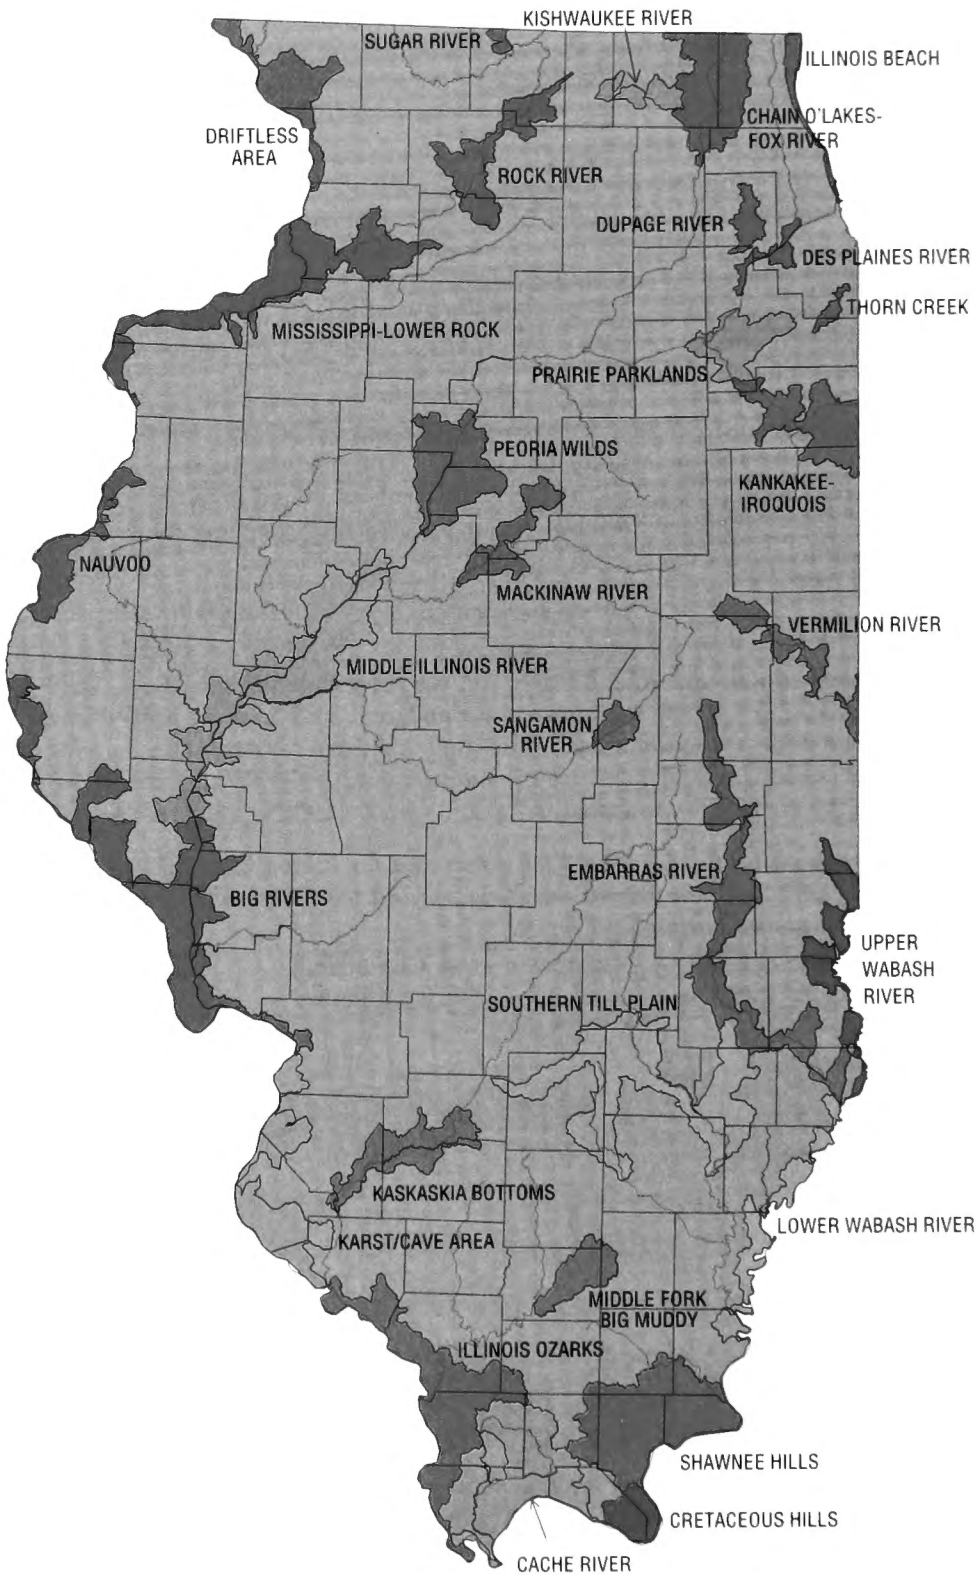 KISHWAUKEE RIVER
SUGAR RIVER
ILLINOIS BEACH
CHAIN O'LAKES-
FOX RIVER
DRIFTLESS
AREA
ROCK RIVER
DUPAGE RIVER
DES PLAINES RIVER
THORN CREEK
MISSISSIPPI-LOWER ROCK
PRAIRIE PARKLANDS
PEORIA WILDS
KANKAKEE-
IROQUOIS
NAUVOO
MACKINAW RIVER
VERMILION RIVER
MIDDLE ILLINOIS RIVER
SANGAMON
RIVER
EMBARRAS RIVER
BIG RIVERS
UPPER
WABASH
RIVER
SOUTHERN TILL PLAIN
KASKASKIA BOTTOMS
LOWER WABASH RIVER
KARST/CAVE AREA
MIDDLE FORK
BIG MUDDY
ILLINOIS OZARKS
SHAWNEE HILLS
CRETACEOUS HILLS
CACHE RIVER